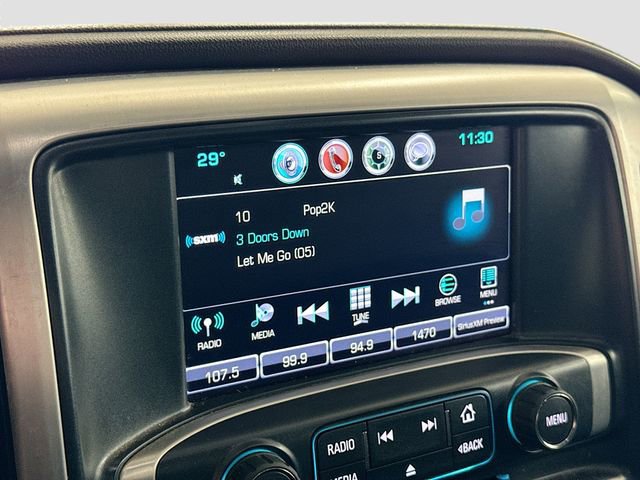 29°
11:30
10 Pop2K
((sxm))
3 Doors Down
Let Me Go (05)
RADIO MEDIA TUNE BROWSE MENU
107.5 99.9 94.9 1470 SiriusXM Preview
RADIO
MENU
BACK
MEDIA